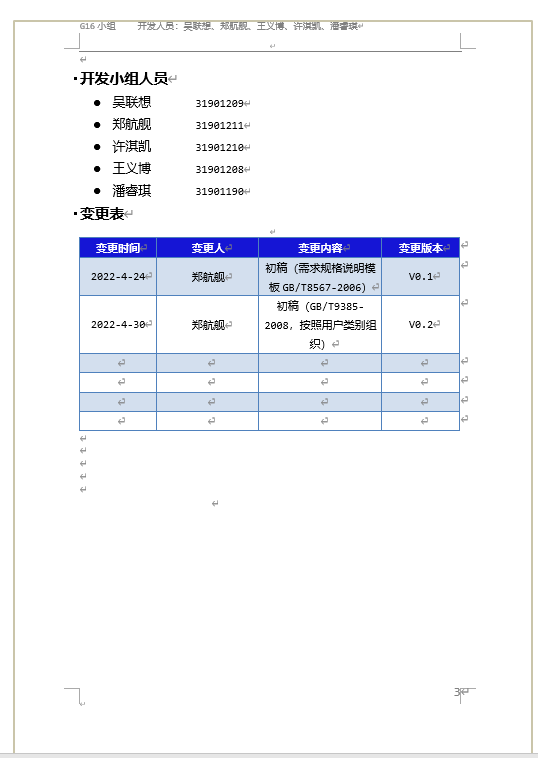 G16 小组 开发人员：吴联想、郑航舰、王义博、许淇凯、潘睿琪
开发小组人员
吴联想 31901209
郑航舰 31901211
许淇凯 31901210
王义博 31901208
潘睿琪 31901190
变更表
变更时间 变更人 变更内容 变更版本
2022-4-24 郑航舰 初稿（需求规格说明模 V0.1
板 GB/T8567-2006）
初稿（GB/T9385-
2022-4-30 郑航舰 2008，按照用户类别组 V0.2
织）
3